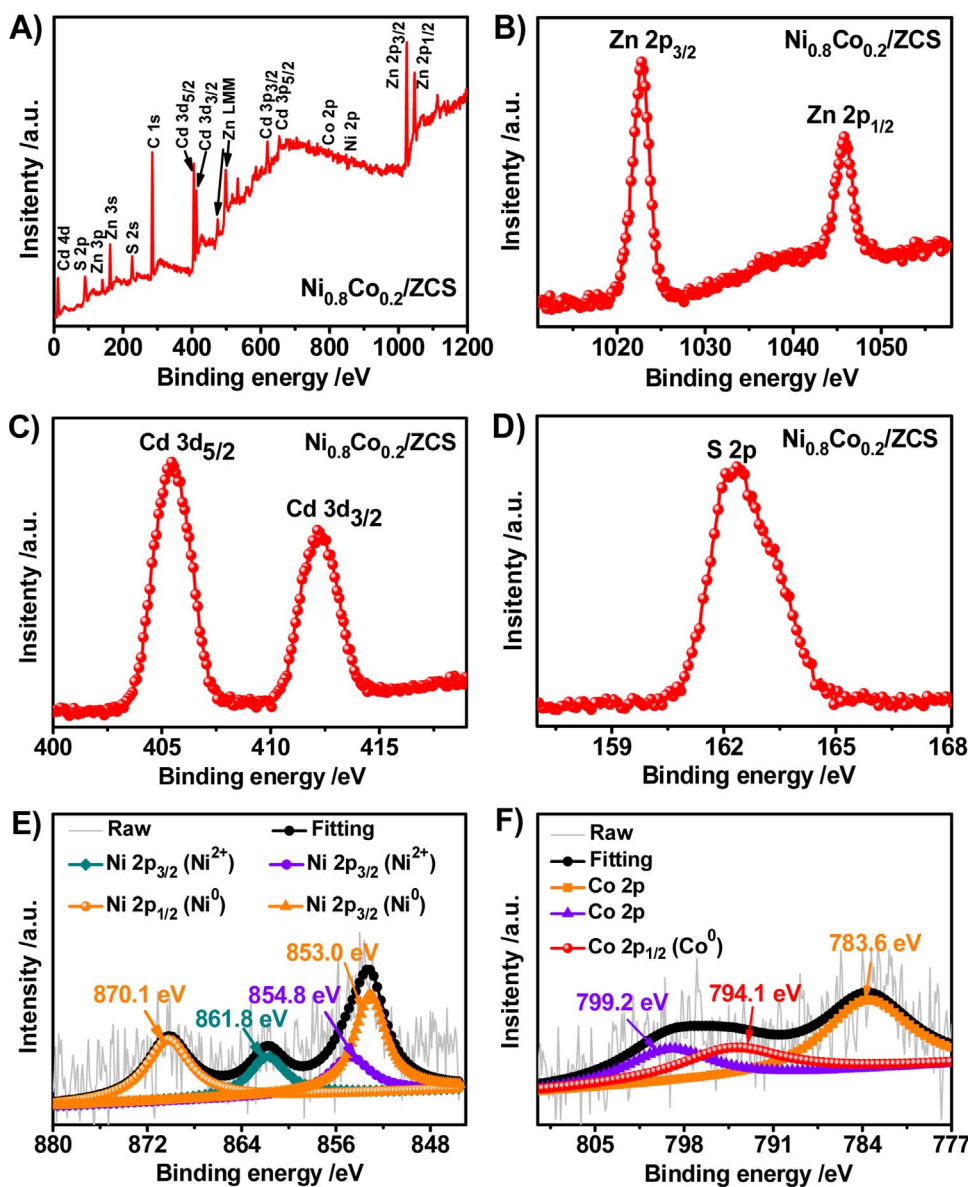 A)
Insitenty /a.u.
Cd 4d
S 2p
Zn 3p
Zn 3s
S 2s
C 1s
Cd 3d5/2
Cd 3d3/2
Zn LMM
Cd 3p3/2
Cd 3p5/2
Co 2p
Ni 2p
Zn 2p3/2
Zn 2p1/2
Ni0.8Co0.2/ZCS
0 200 400 600 800 1000 1200
Binding energy /eV
B)
Insitenty /a.u.
Zn 2p3/2
Ni0.8Co0.2/ZCS
Zn 2p1/2
1020 1030 1040 1050
Binding energy /eV
C)
Insitenty /a.u.
Cd 3d5/2
Ni0.8Co0.2/ZCS
Cd 3d3/2
400 405 410 415
Binding energy /eV
D)
Insitenty /a.u.
S 2p
Ni0.8Co0.2/ZCS
159 162 165 168
Binding energy /eV
E)
Intensity /a.u.
Raw Fitting
Ni 2p3/2 (Ni2+) Ni 2p3/2 (Ni2+)
Ni 2p1/2 (Ni0) Ni 2p3/2 (Ni0)
853.0 eV
870.1 eV
861.8 eV
854.8 eV
880 872 864 856 848
Binding energy /eV
F)
Insitenty /a.u.
Raw
Fitting
Co 2p
Co 2p
Co 2p1/2 (Co0)
783.6 eV
799.2 eV
794.1 eV
805 798 791 784 777
Binding energy /eV